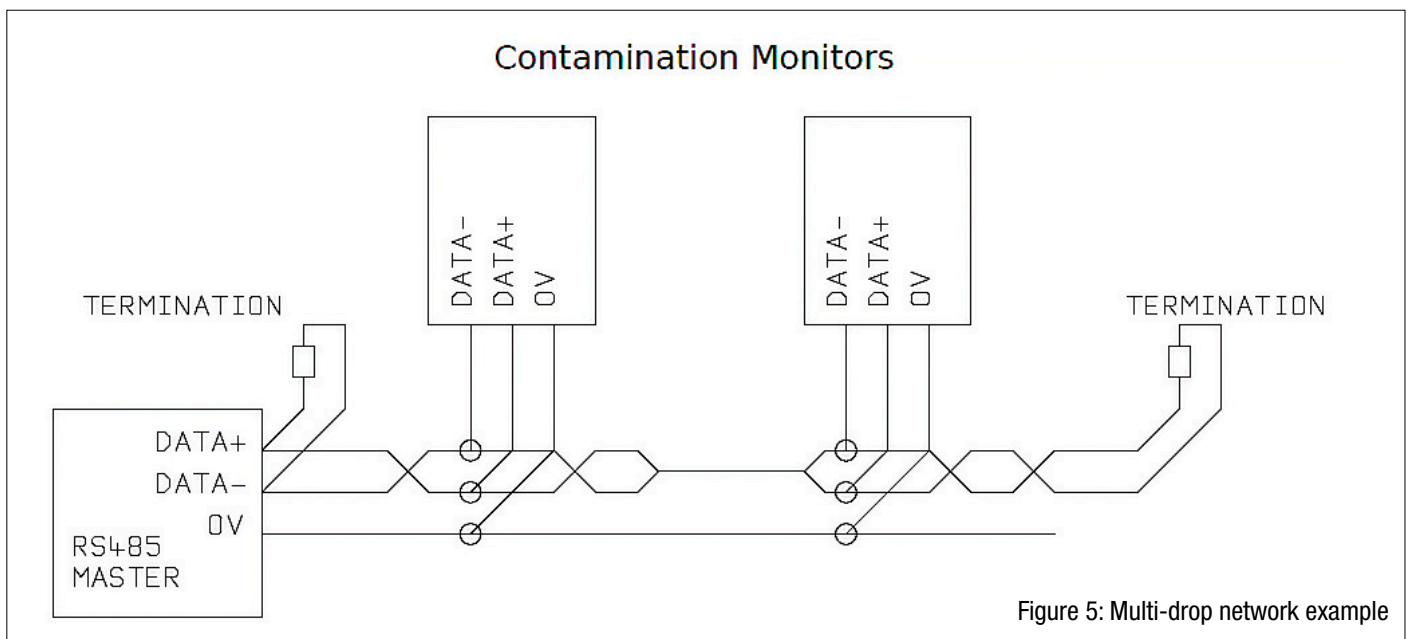 Contamination Monitors
DATA-
DATA+
0V
DATA-
DATA+
0V
TERMINATION
TERMINATION
DATA+
DATA-
0V
RS485
MASTER
Figure 5: Multi-drop network example